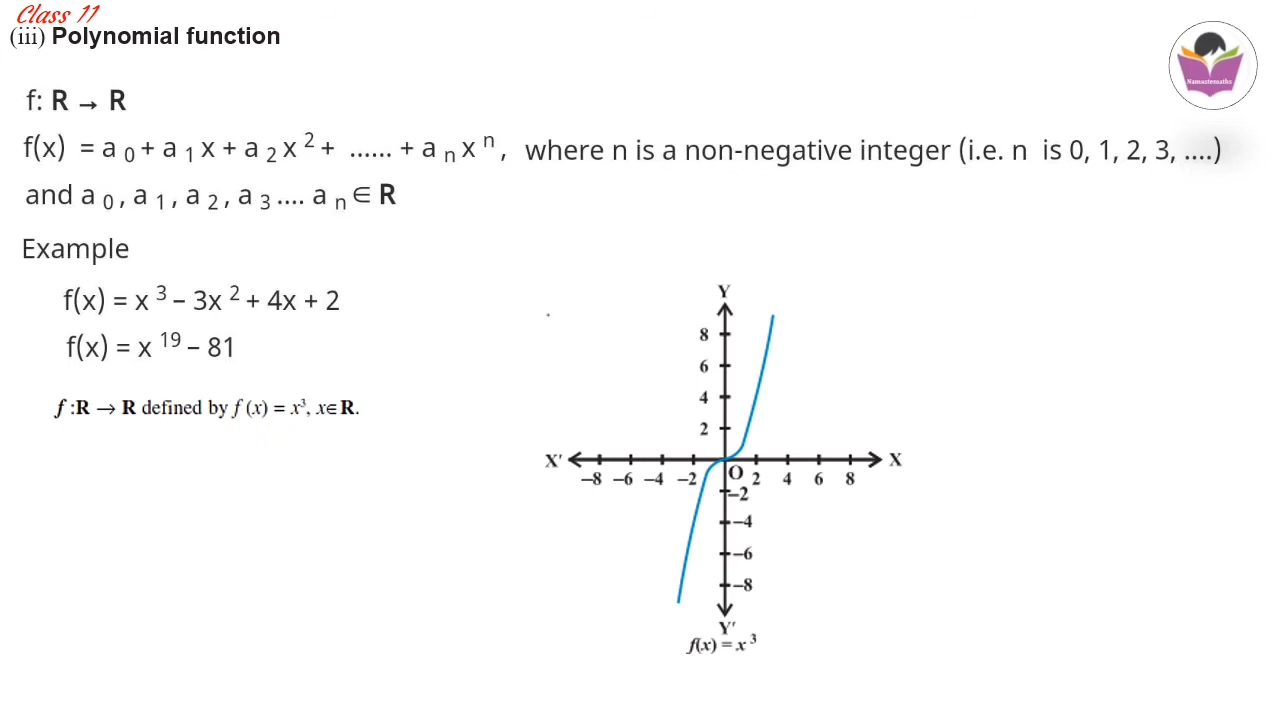 Class 11
(iii) Polynomial function
Namastemaths
f: R → R
f(x) = a 0 + a 1 x + a 2 x 2 + ...... + a n x n , where n is a non-negative integer (i.e. n is 0, 1, 2, 3, ....)
and a 0 , a 1 , a 2 , a 3 .... a n ∈ R
Example
f(x) = x 3 – 3x 2 + 4x + 2
f(x) = x 19 – 81
f :R → R defined by f (x) = x³, x∈ R.
Y
8
6
4
2
X′ X
O
–8 –6 –4 –2 2 4 6 8
–2
–4
–6
–8
Y′
f(x) = x 3